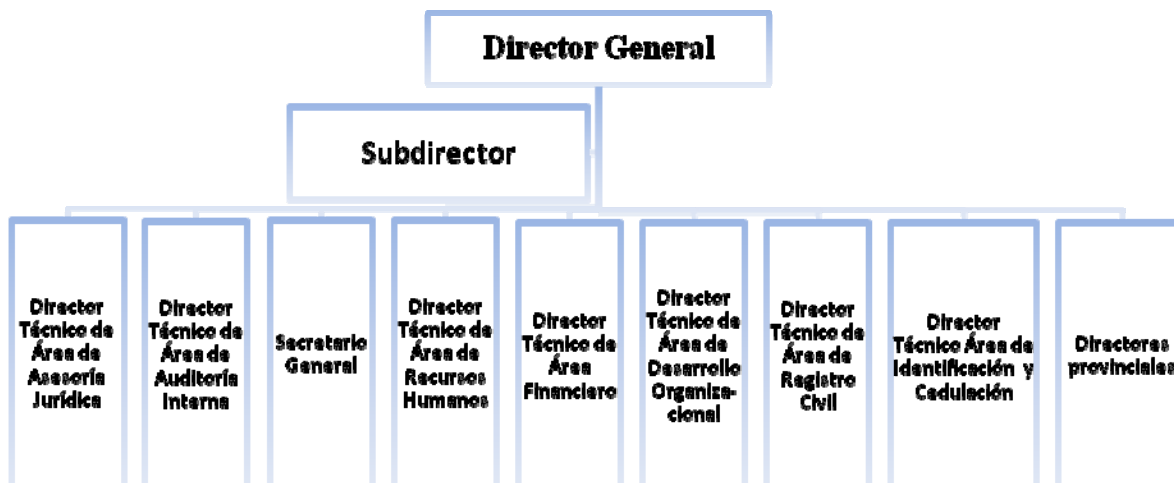 Director General
Subdirector
Director
Técnico de
Área de
Asesoría
Jurídica
Director
Técnico de
Área de
Auditoría
Interna
Secretario
General
Director
Técnico de
Área de
Recursos
Humanos
Director
Técnico de
Área
Financiero
Director
Técnico de
Área de
Desarrollo
Organiza-
cional
Director
Técnico de
Área de
Registro
Civil
Director
Técnico Área de
Identificación y
Cedulación
Directores
provinciales